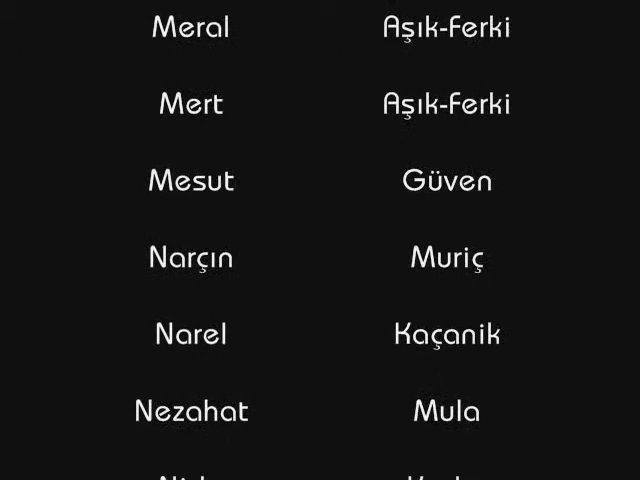 Meral Aşık-Ferki
Mert Aşık-Ferki
Mesut Güven
Narçın Muriç
Narel Kaçanik
Nezahat Mula